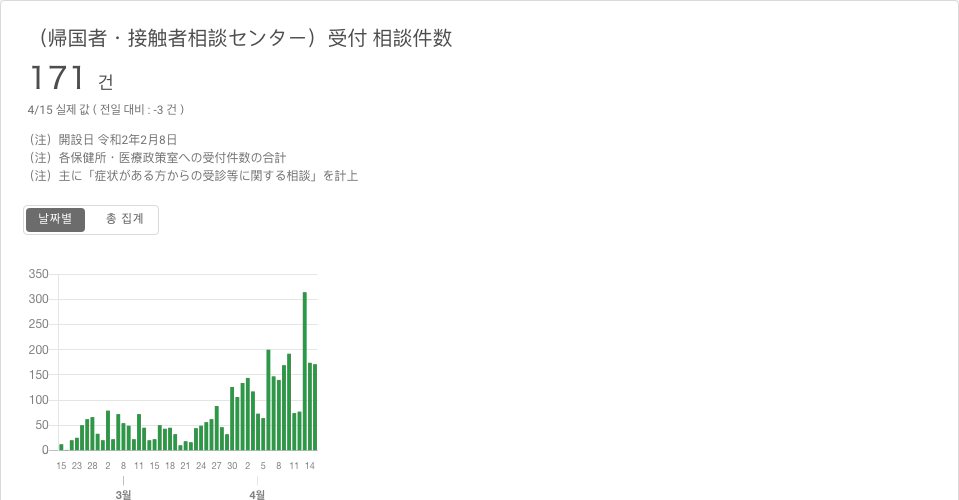 （帰国者・接触者相談センター）受付 相談件数
171 건
4/15 실제 값 ( 전일 대비 : -3 건 )
（注）開設日 令和2年2月8日
（注）各保健所・医療政策室への受付件数の合計
（注）主に「症状がある方からの受診等に関する相談」を計上
날짜별 총 집계
350
300
250
200
150
100
50
0
15 23 28 2 8 11 15 18 21 24 27 30 2 5 8 11 14
3월 4월